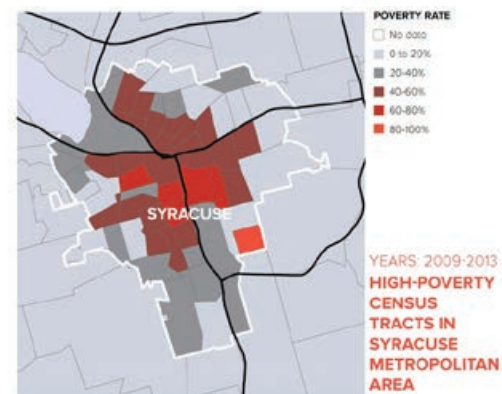 POVERTY RATE
No data
0 to 20%
20-40%
40-60%
60-80%
80-100%
SYRACUSE
YEARS: 2009-2013
HIGH-POVERTY
CENSUS
TRACTS IN
SYRACUSE
METROPOLITAN
AREA